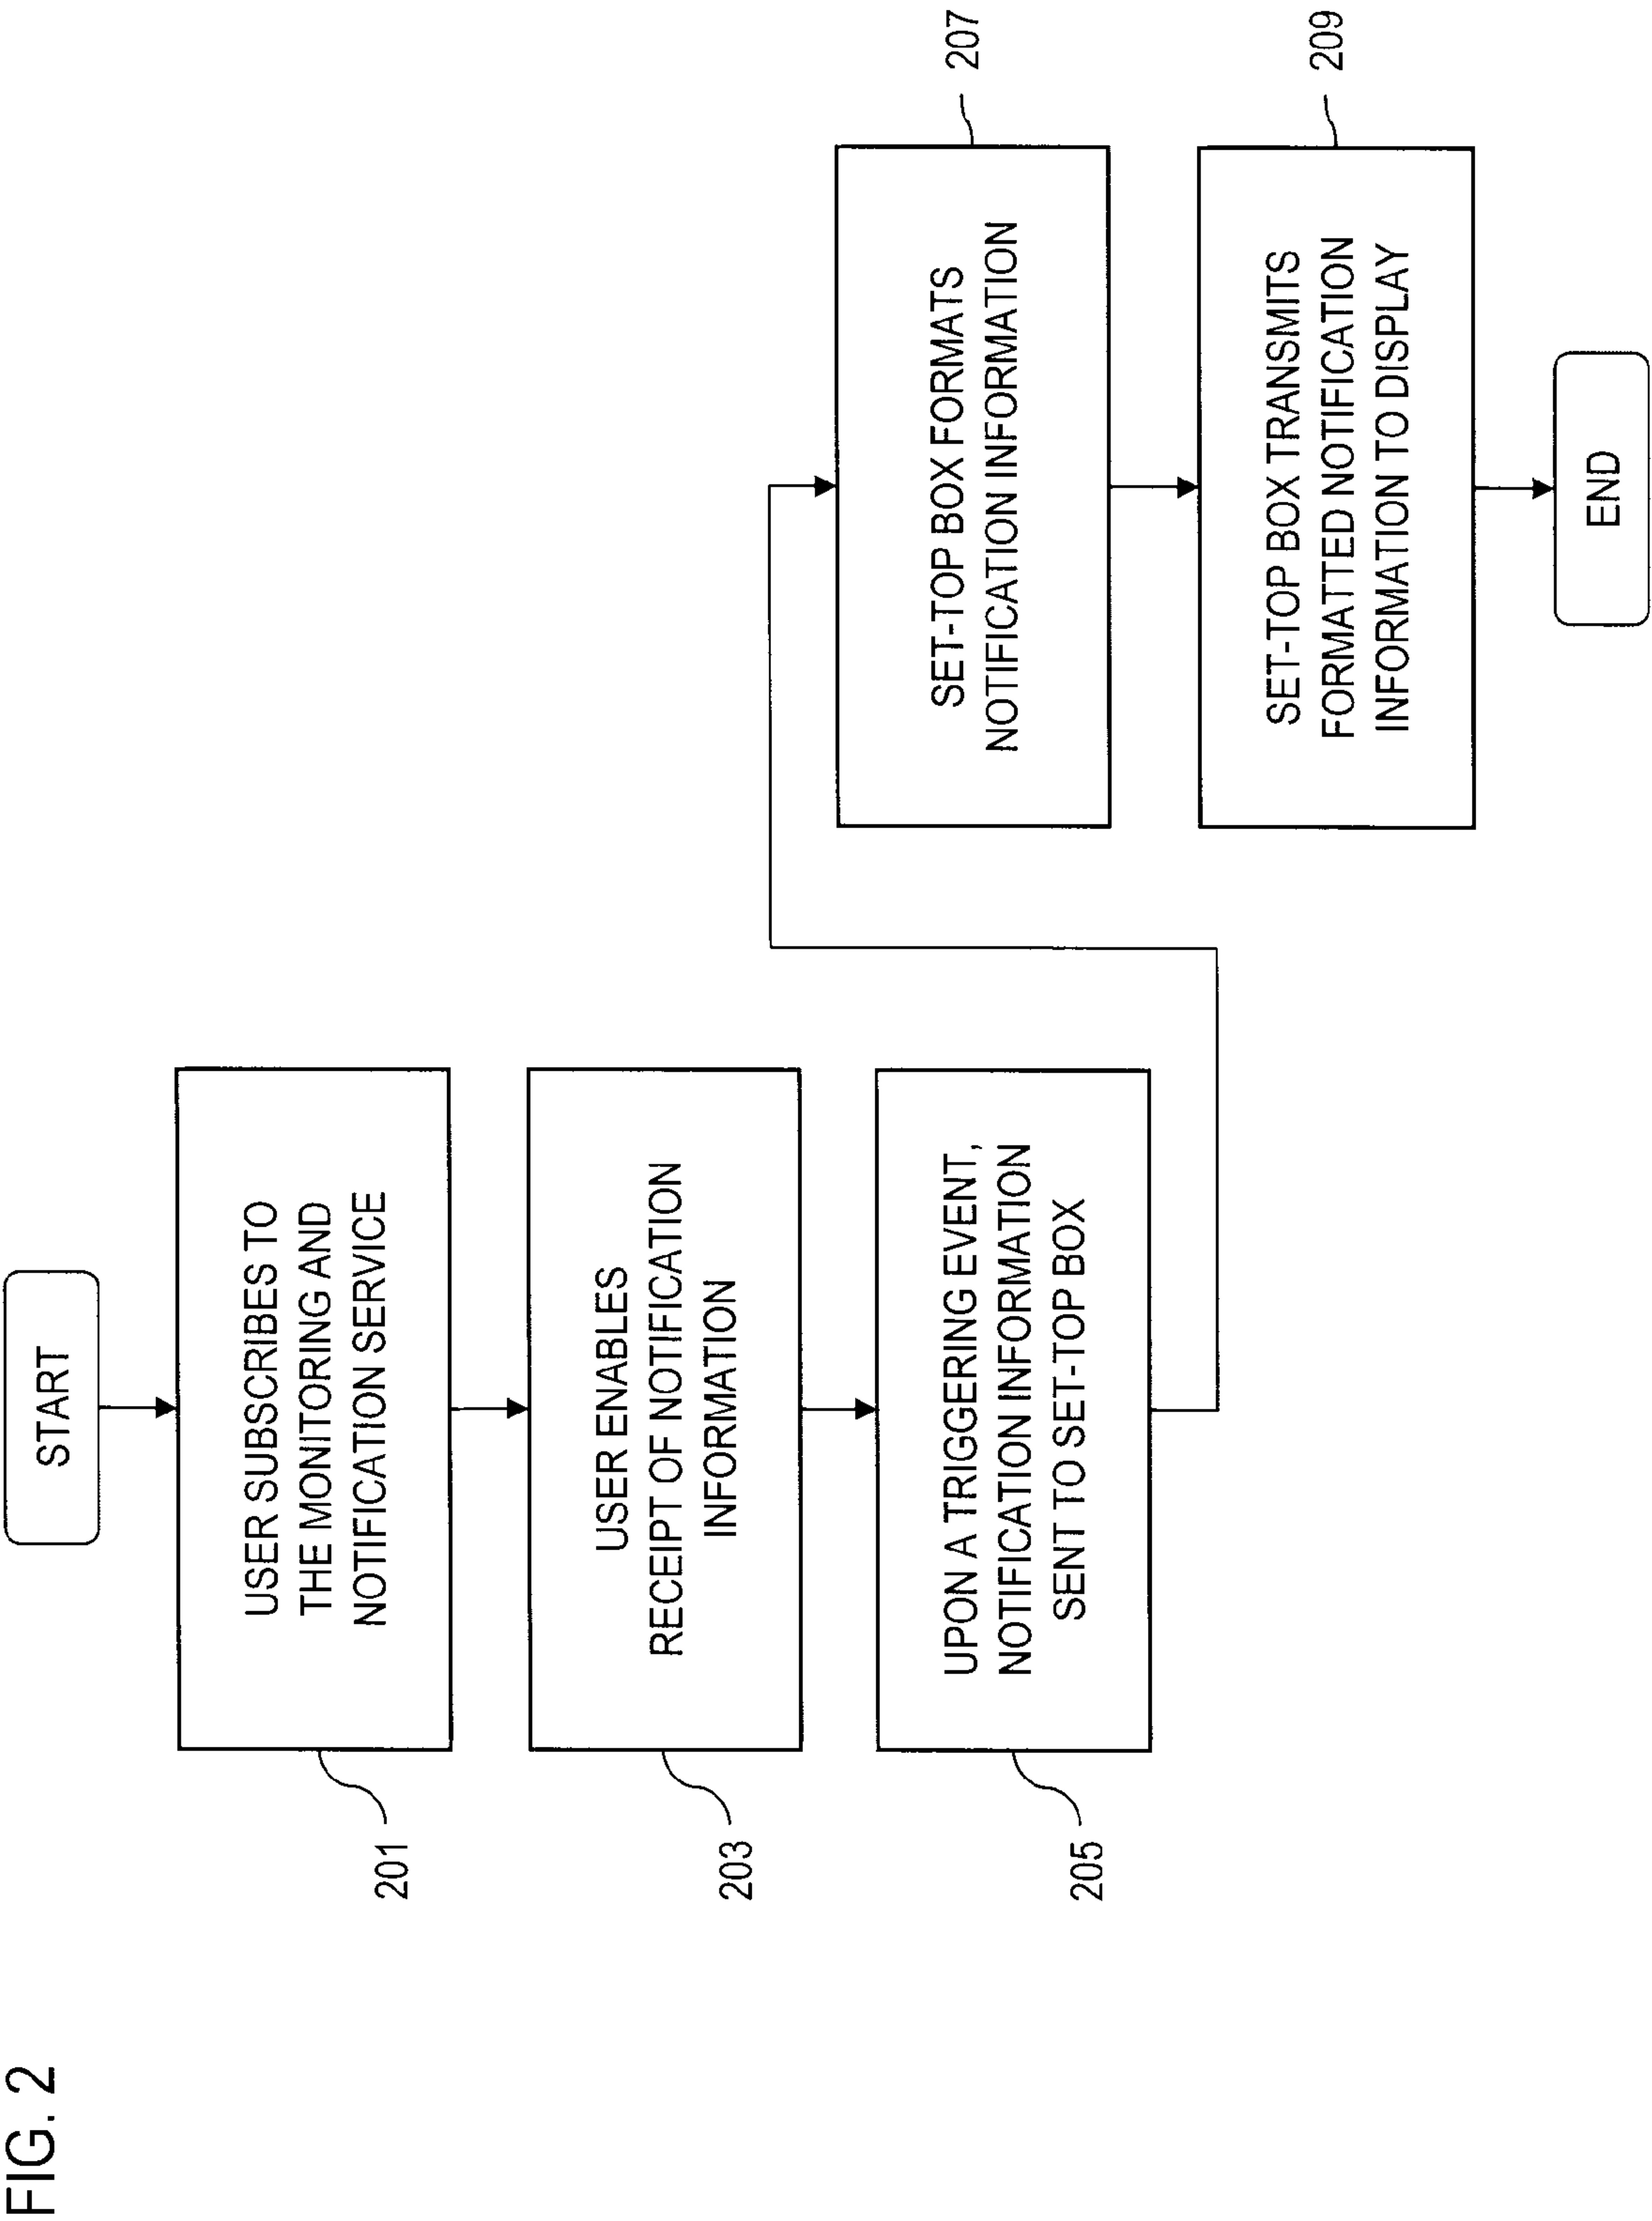 FIG. 2
START
USER SUBSCRIBES TO
THE MONITORING AND
NOTIFICATION SERVICE
201
USER ENABLES
RECEIPT OF NOTIFICATION
INFORMATION
203
UPON A TRIGGERING EVENT,
NOTIFICATION INFORMATION
SENT TO SET-TOP BOX
205
SET-TOP BOX FORMATS
NOTIFICATION INFORMATION
207
SET-TOP BOX TRANSMITS
FORMATTED NOTIFICATION
INFORMATION TO DISPLAY
209
END